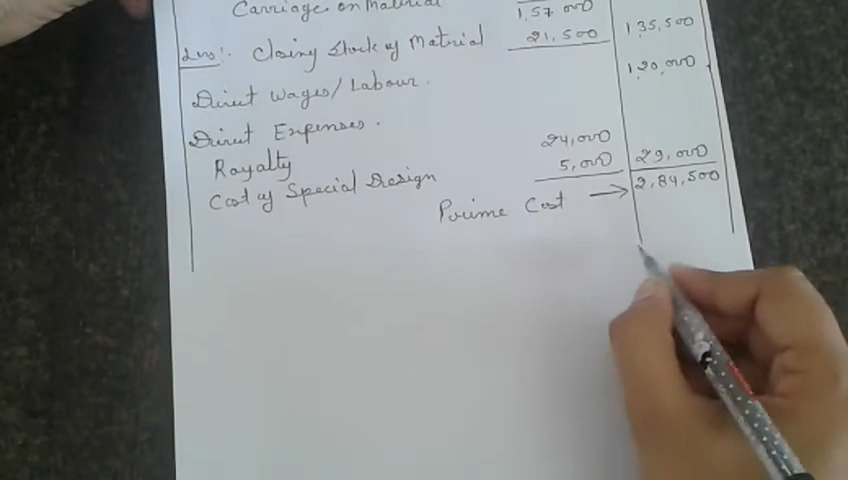 Carriage on Material
1,57,000
Less:- Closing Stock of Matrial 21,500 1,35,500
Direct Wages/Labour. 1,20,000
Direct Expenses.
Royalty 24,000
Cost of Special Design 5,000 29,000
Prime Cost → 2,84,500